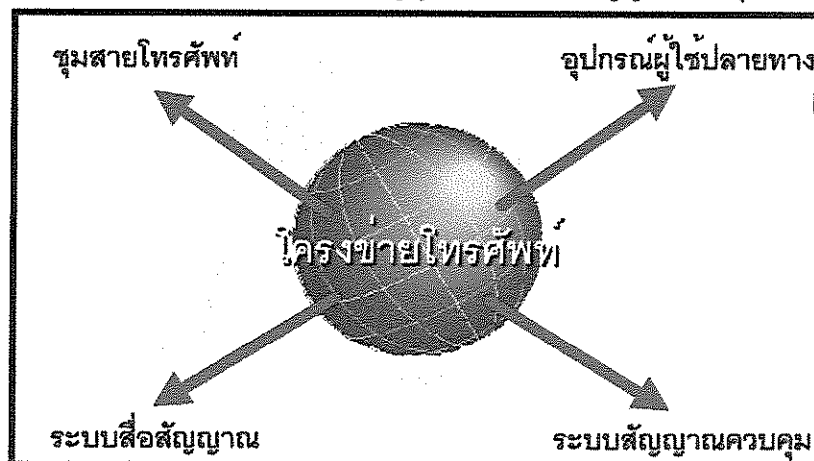 ชุมสายโทรศัพท์
อุปกรณ์ผู้ใช้ปลายทาง
โครงข่ายโทรศัพท์
ระบบสื่อสัญญาณ
ระบบสัญญาณควบคุม